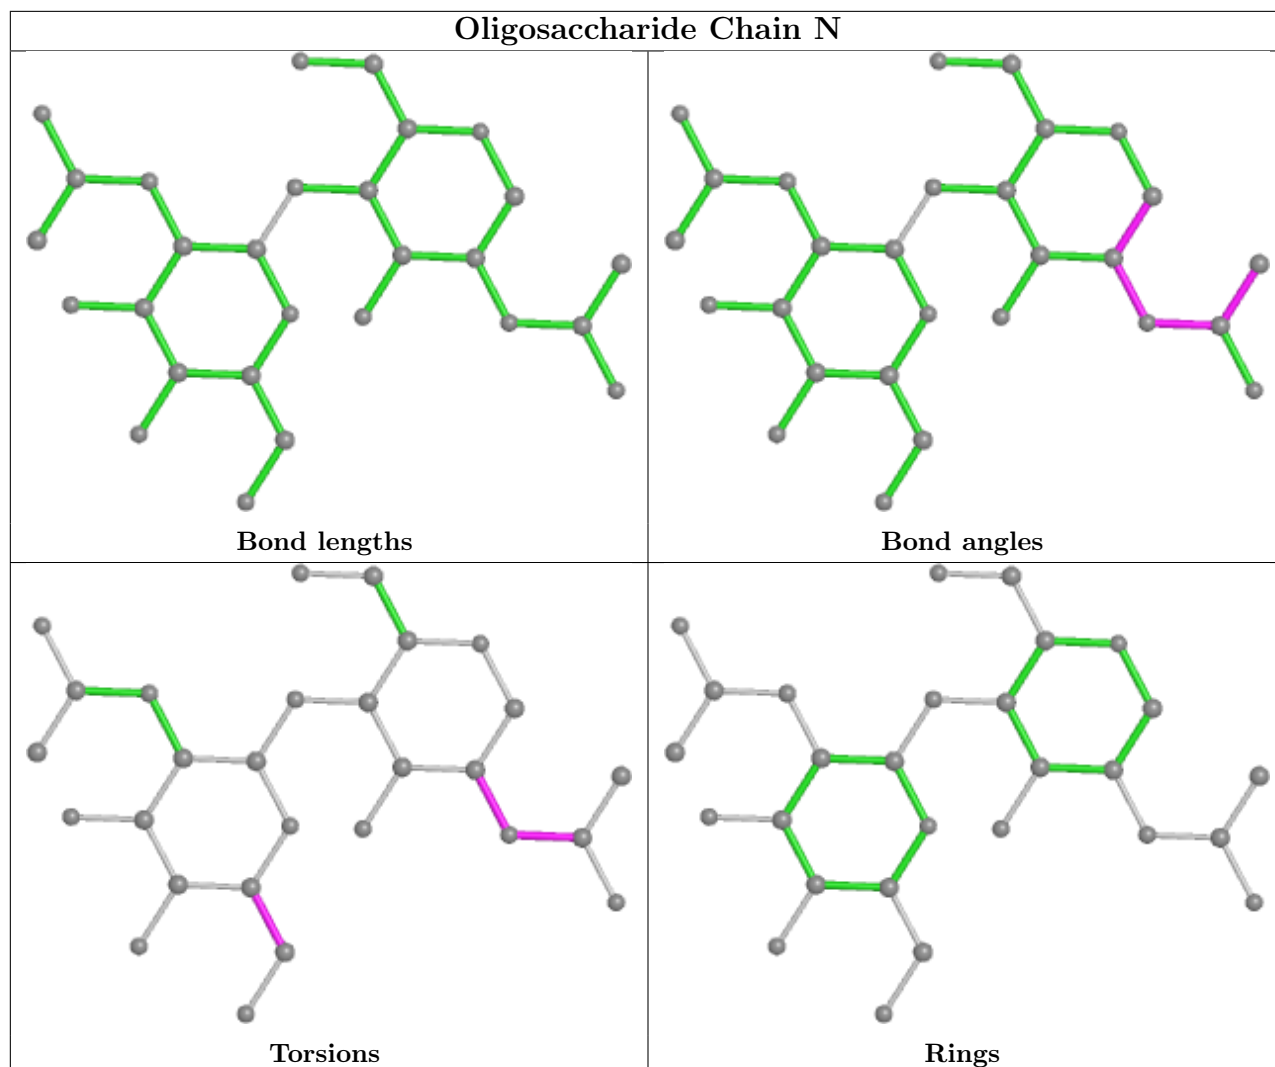 Oligosaccharide Chain N
Bond lengths
Bond angles
Torsions
Rings